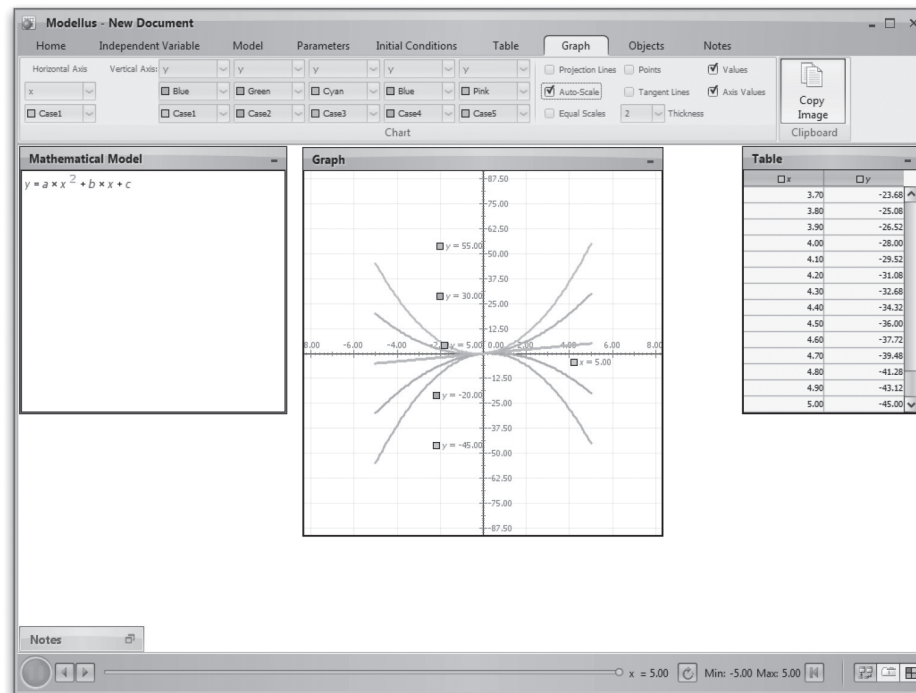 Modellus - New Document
Home Independent Variable Model Parameters Initial Conditions Table Graph Objects Notes
Horizontal Axis Vertical Axis: y y y y y Projection Lines Points Values
x Blue Green Cyan Blue Pink Auto-Scale Tangent Lines Axis Values
Case1 Case1 Case2 Case3 Case4 Case5 Equal Scales 2 Thickness
Copy Image
Chart Clipboard
Mathematical Model
y = a × x 2 + b × x + c
Graph
87.50
75.00
62.50
y = 55.00
50.00
37.50
y = 30.00
25.00
12.50
8.00 -6.00 -4.00 -2.00 y = 5.00 0.00 2.00 4.00 6.00 8.00
x = 5.00
-12.50
y = -20.00
-25.00
-37.50
y = -45.00
-50.00
-62.50
-75.00
-87.50
Table
x y
3.70 -23.68
3.80 -25.08
3.90 -26.52
4.00 -28.00
4.10 -29.52
4.20 -31.08
4.30 -32.68
4.40 -34.32
4.50 -36.00
4.60 -37.72
4.70 -39.48
4.80 -41.28
4.90 -43.12
5.00 -45.00
Notes
x = 5.00 Min: -5.00 Max: 5.00